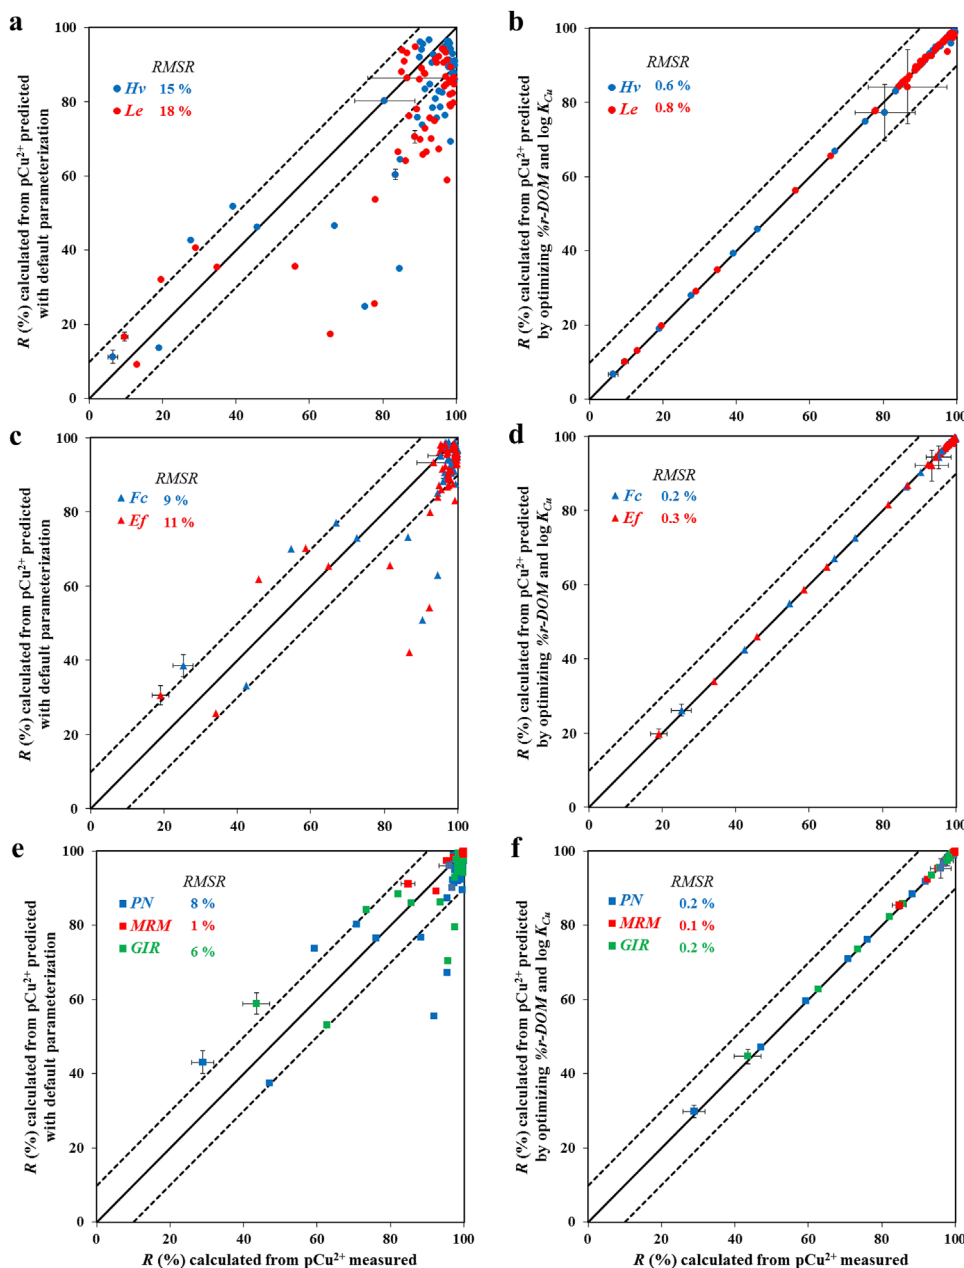 a
R (%) calculated from pCu²⁺ predicted
with default parameterization
100
80
60
40
20
0
RMSR
Hv 15 %
Le 18 %
0 20 40 60 80 100
b
R (%) calculated from pCu²⁺ predicted
by optimizing %r-DOM and log K_Cu
100
80
60
40
20
0
RMSR
Hv 0.6 %
Le 0.8 %
0 20 40 60 80 100
c
R (%) calculated from pCu²⁺ predicted
with default parameterization
100
80
60
40
20
0
RMSR
Fc 9 %
Ef 11 %
0 20 40 60 80 100
d
R (%) calculated from pCu²⁺ predicted
by optimizing %r-DOM and log K_Cu
100
80
60
40
20
0
RMSR
Fc 0.2 %
Ef 0.3 %
0 20 40 60 80 100
e
R (%) calculated from pCu²⁺ predicted
with default parameterization
100
80
60
40
20
0
RMSR
PN 8 %
MRM 1 %
GIR 6 %
0 20 40 60 80 100
R (%) calculated from pCu²⁺ measured
f
R (%) calculated from pCu²⁺ predicted
by optimizing %r-DOM and log K_Cu
100
80
60
40
20
0
RMSR
PN 0.2 %
MRM 0.1 %
GIR 0.2 %
0 20 40 60 80 100
R (%) calculated from pCu²⁺ measured